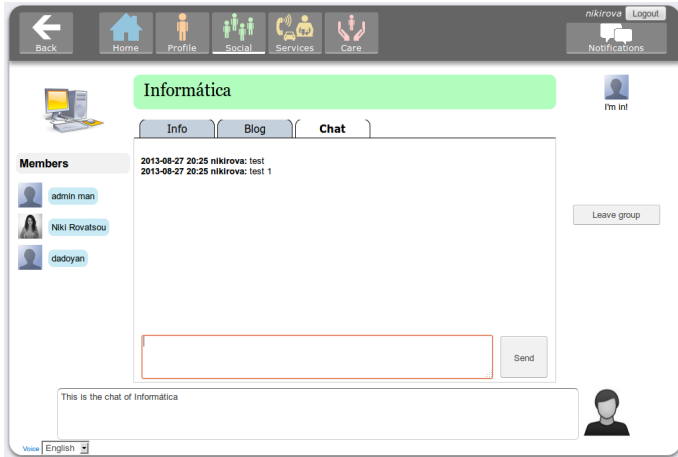 nikirova Logout
Back Home Profile Social Services Care Notifications
Informática
I'm in!
Info Blog Chat
Members
2013-08-27 20:25 nikirova: test
2013-08-27 20:25 nikirova: test 1
admin man
Niki Rovatsou
dadoyan
Leave group
Send
This is the chat of Informática
Voice English